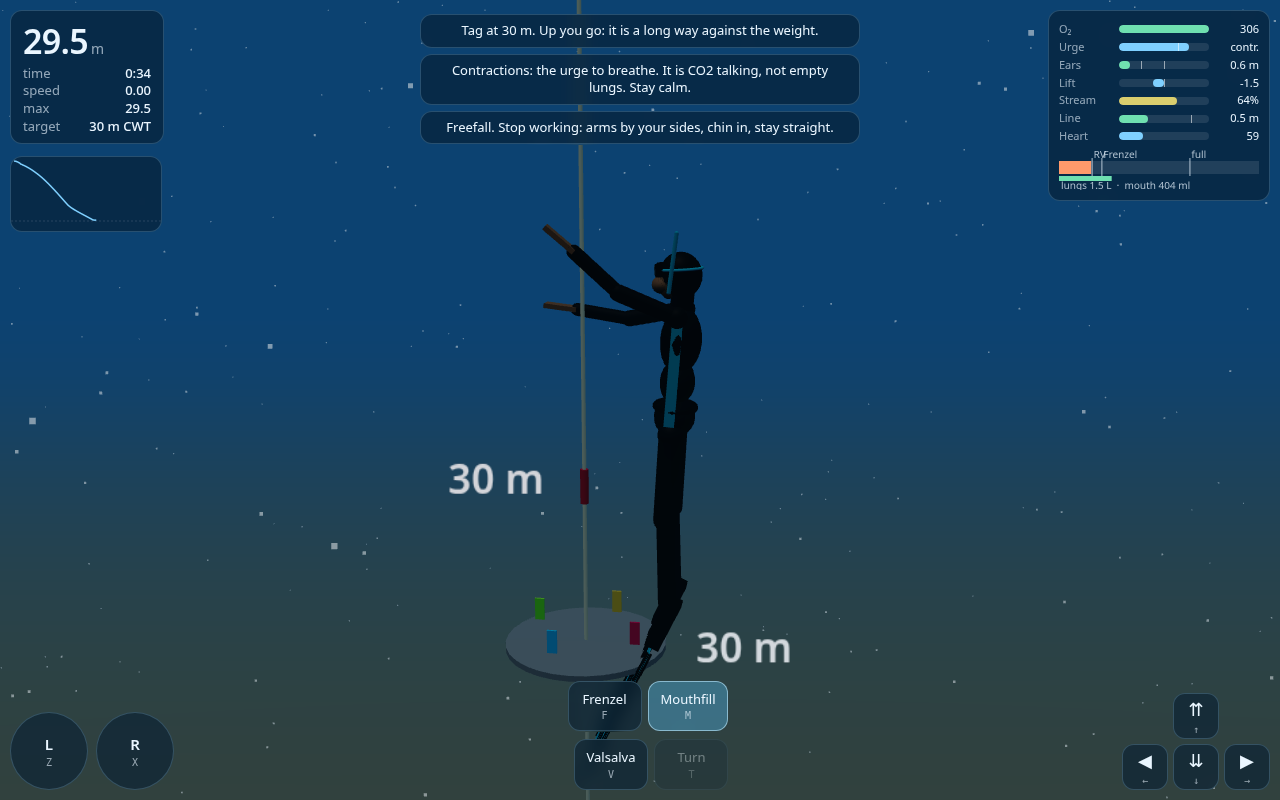 29.5 m
time 0:34
speed 0.00
max 29.5
target 30 m CWT
Tag at 30 m. Up you go: it is a long way against the weight.
Contractions: the urge to breathe. It is CO2 talking, not empty
lungs. Stay calm.
Freefall. Stop working: arms by your sides, chin in, stay straight.
O₂ 306
Urge contr.
Ears 0.6 m
Lift -1.5
Stream 64%
Line 0.5 m
Heart 59
RV Frenzel full
lungs 1.5 L · mouth 404 ml
30 m
30 m
Frenzel
F
Mouthfill
M
Valsalva
V
Turn
T
L
Z
R
X
⇈
↑
◀
←
⇊
↓
▶
→